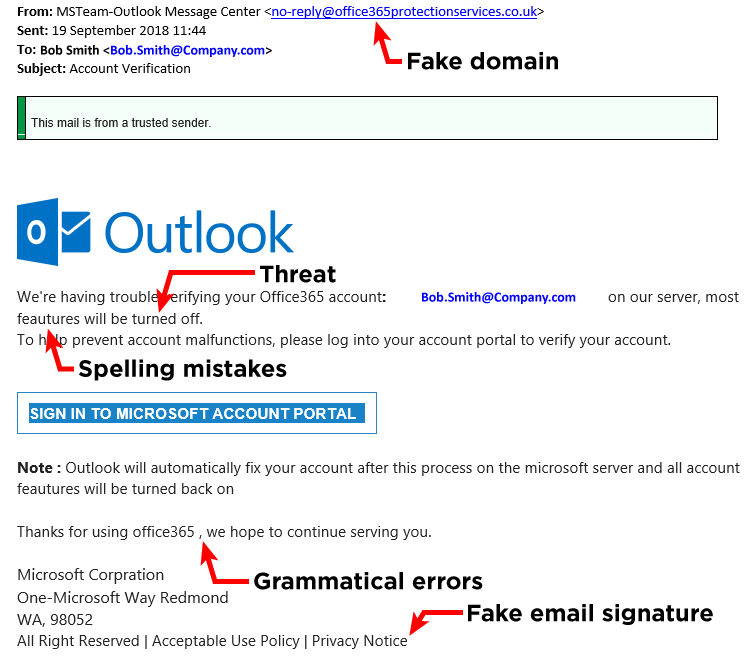 From: MSTeam-Outlook Message Center <no-reply@office365protectionservices.co.uk>
Sent: 19 September 2018 11:44
To: Bob Smith <Bob.Smith@Company.com>
Fake domain
Subject: Account Verification
This mail is from a trusted sender.
Outlook
Threat
We're having trouble verifying your Office365 account: Bob.Smith@Company.com on our server, most
feautures will be turned off.
To help prevent account malfunctions, please log into your account portal to verify your account.
Spelling mistakes
SIGN IN TO MICROSOFT ACCOUNT PORTAL
Note : Outlook will automatically fix your account after this process on the microsoft server and all account
feautures will be turned back on
Thanks for using office365 , we hope to continue serving you.
Microsoft Corpration
Grammatical errors
One-Microsoft Way Redmond
WA, 98052
Fake email signature
All Right Reserved | Acceptable Use Policy | Privacy Notice